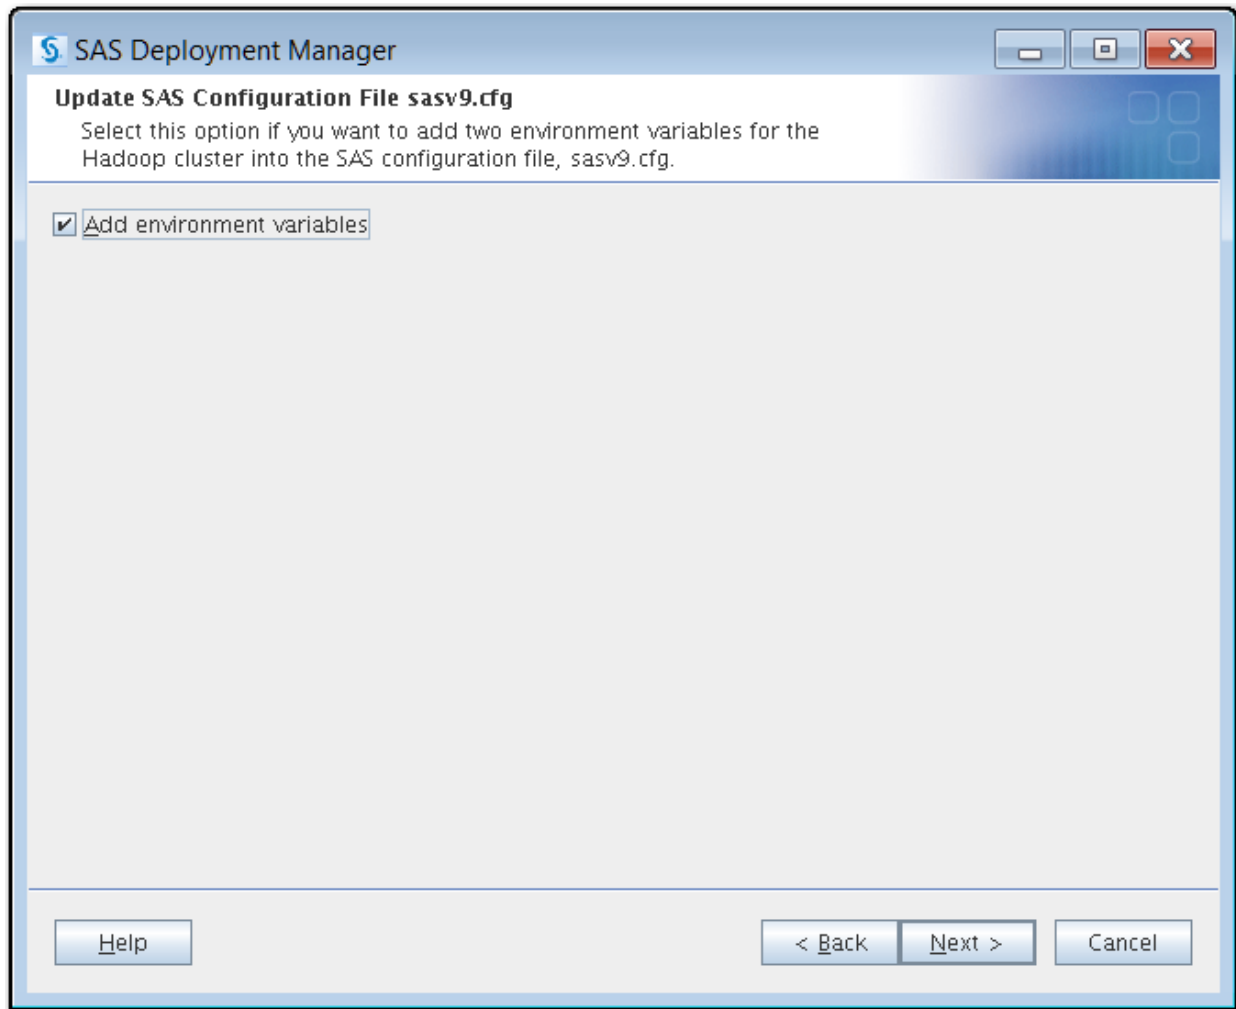 SAS Deployment Manager
Update SAS Configuration File sasv9.cfg
Select this option if you want to add two environment variables for the
Hadoop cluster into the SAS configuration file, sasv9.cfg.
Add environment variables
Help
< Back
Next >
Cancel